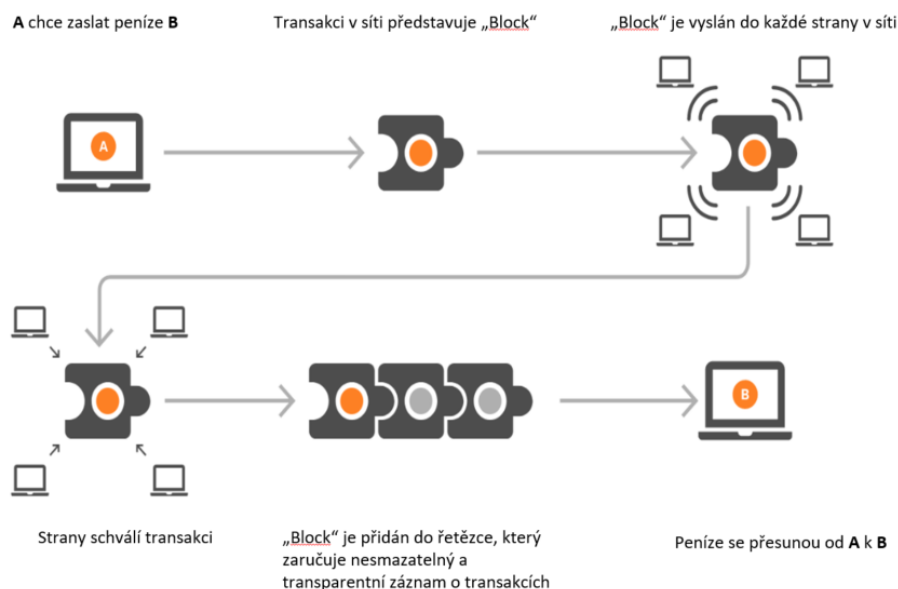 A chce zaslat peníze B
Transakci v síti představuje „Block“
„Block“ je vyslán do každé strany v síti
A
Strany schválí transakci
„Block“ je přidán do řetězce, který
zaručuje nesmazatelný a
transparentní záznam o transakcích
B
Peníze se přesunou od A k B